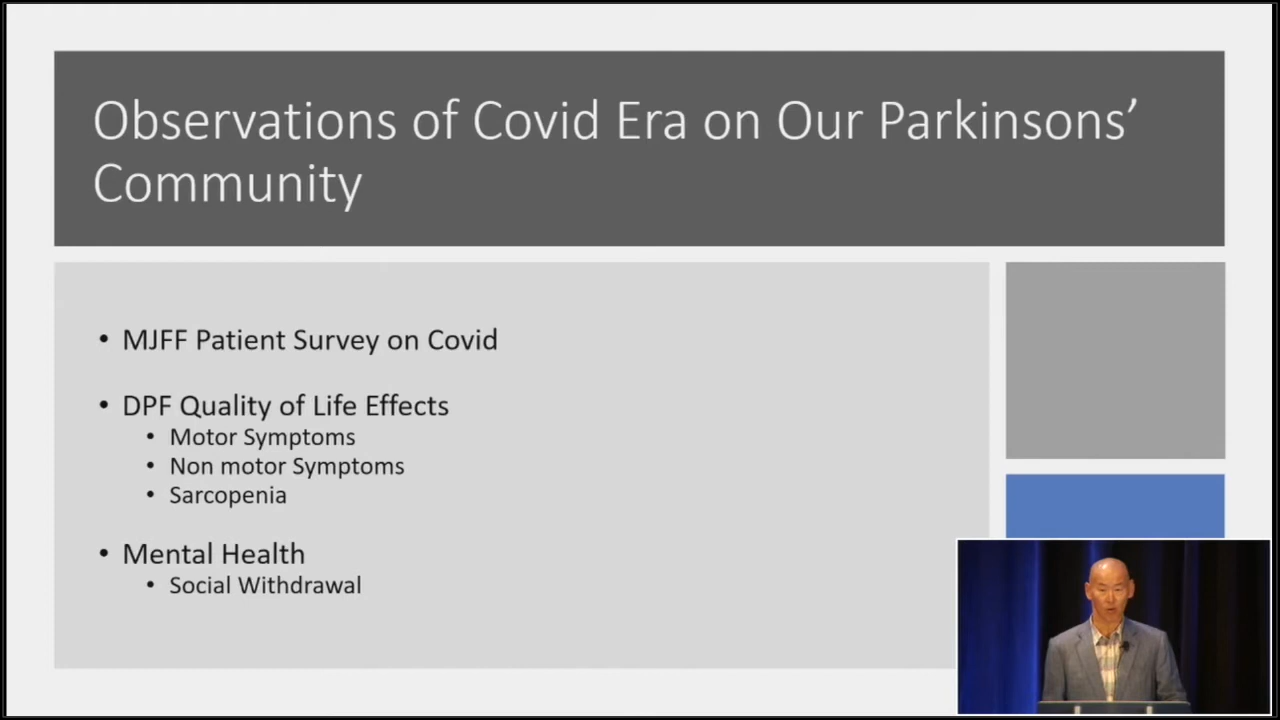 Observations of Covid Era on Our Parkinsons’
Community
• MJFF Patient Survey on Covid
• DPF Quality of Life Effects
• Motor Symptoms
• Non motor Symptoms
• Sarcopenia
• Mental Health
• Social Withdrawal